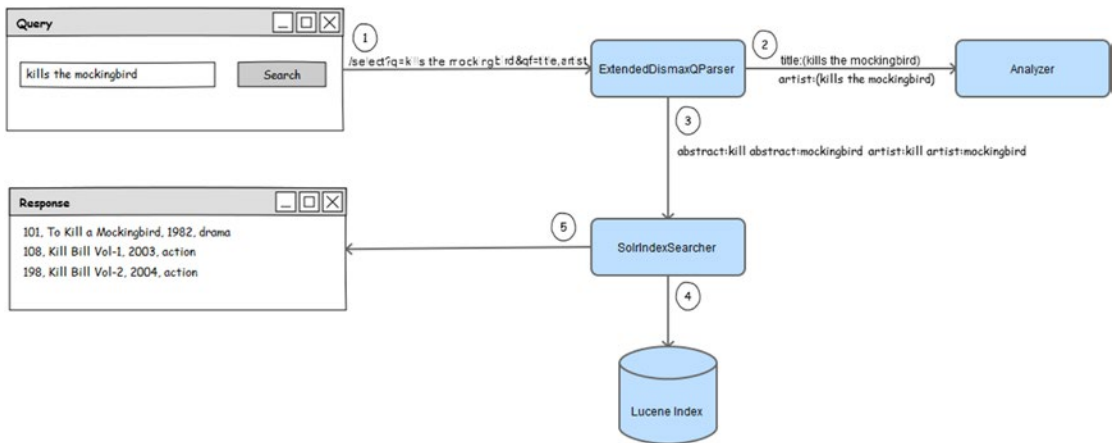 Query
kills the mockingbird
Search
1
/select?q=kills the mockingbird&qf=title,artist
ExtendedDismaxQParser
2
title:(kills the mockingbird)
artist:(kills the mockingbird)
Analyzer
3
abstract:kill abstract:mockingbird artist:kill artist:mockingbird
Response
101, To Kill a Mockingbird, 1982, drama
108, Kill Bill Vol-1, 2003, action
198, Kill Bill Vol-2, 2004, action
5
SolrIndexSearcher
4
Lucene Index